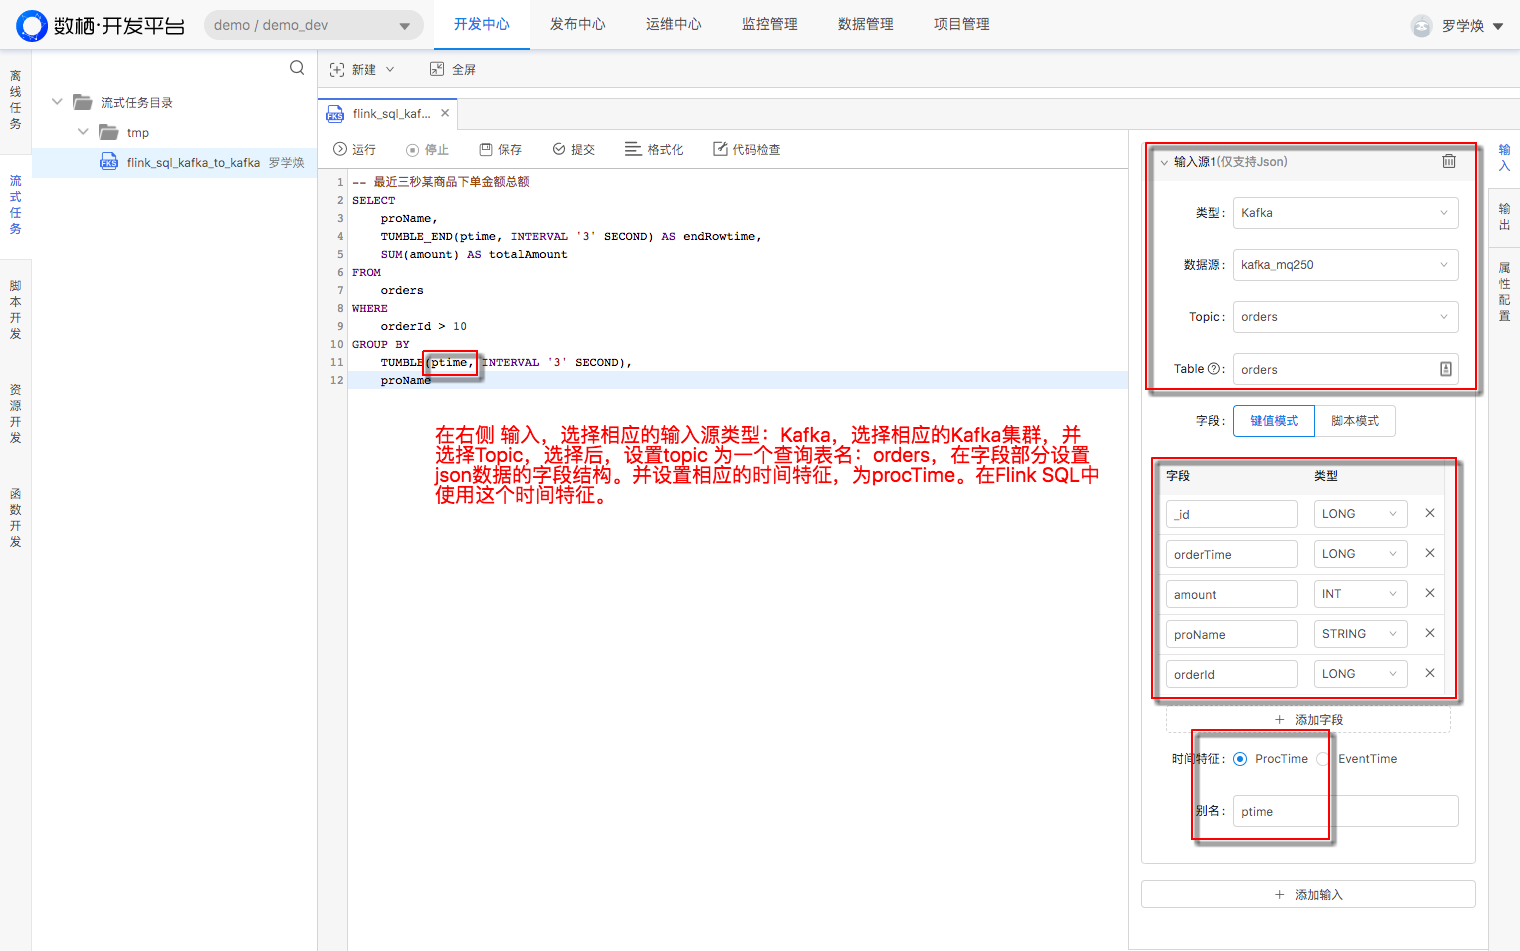 数栖·开发平台
demo / demo_dev
开发中心
发布中心
运维中心
监控管理
数据管理
项目管理
罗学焕
离线任务
流式任务
脚本开发
资源开发
函数开发
流式任务目录
tmp
FKS
flink_sql_kafka_to_kafka 罗学焕
新建
全屏
FKS
flink_sql_kaf...
运行
停止
保存
提交
格式化
代码检查
1 -- 最近三秒某商品下单金额总额
2 SELECT
3 proName,
4 TUMBLE_END(ptime, INTERVAL '3' SECOND) AS endRowtime,
5 SUM(amount) AS totalAmount
6 FROM
7 orders
8 WHERE
9 orderId > 10
10 GROUP BY
11 TUMBLE(ptime, INTERVAL '3' SECOND),
12 proName
在右侧 输入，选择相应的输入源类型：Kafka，选择相应的Kafka集群，并
选择Topic，选择后，设置topic 为一个查询表名：orders，在字段部分设置
json数据的字段结构。并设置相应的时间特征，为procTime。在Flink SQL中
使用这个时间特征。
输入源1(仅支持Json)
类型: Kafka
数据源: kafka_mq250
Topic: orders
Table ?: orders
字段: 键值模式 脚本模式
字段 类型
_id LONG
orderTime LONG
amount INT
proName STRING
orderId LONG
+ 添加字段
时间特征: ProcTime EventTime
别名: ptime
+ 添加输入
输入
输出
属性配置